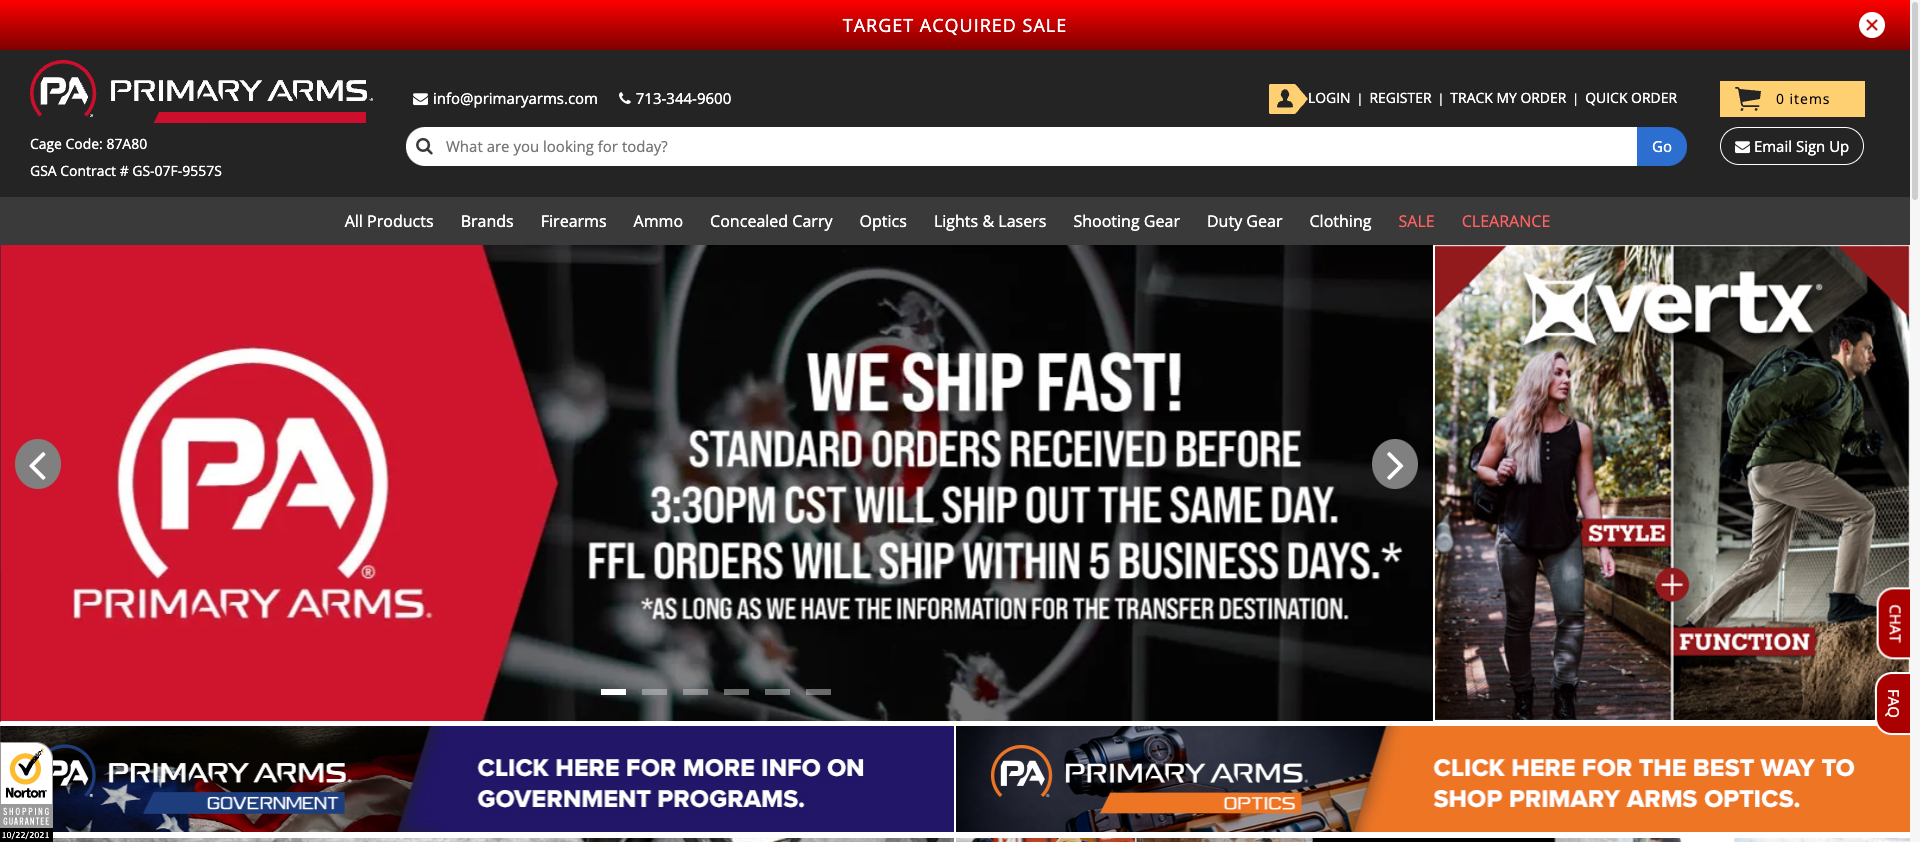 TARGET ACQUIRED SALE
PA PRIMARY ARMS.
info@primaryarms.com 713-344-9600
LOGIN | REGISTER | TRACK MY ORDER | QUICK ORDER
0 items
Cage Code: 87A80
GSA Contract # GS-07F-9557S
What are you looking for today?
Go
Email Sign Up
All Products Brands Firearms Ammo Concealed Carry Optics Lights & Lasers Shooting Gear Duty Gear Clothing SALE CLEARANCE
PA
PRIMARY ARMS®
WE SHIP FAST!
STANDARD ORDERS RECEIVED BEFORE
3:30PM CST WILL SHIP OUT THE SAME DAY.
FFL ORDERS WILL SHIP WITHIN 5 BUSINESS DAYS.*
*AS LONG AS WE HAVE THE INFORMATION FOR THE TRANSFER DESTINATION.
vertx®
STYLE
+
FUNCTION
CHAT
FAQ
PA PRIMARY ARMS.
GOVERNMENT
CLICK HERE FOR MORE INFO ON
GOVERNMENT PROGRAMS.
PA PRIMARY ARMS.
OPTICS
CLICK HERE FOR THE BEST WAY TO
SHOP PRIMARY ARMS OPTICS.
Norton
SHOPPING
GUARANTEE
10/22/2021